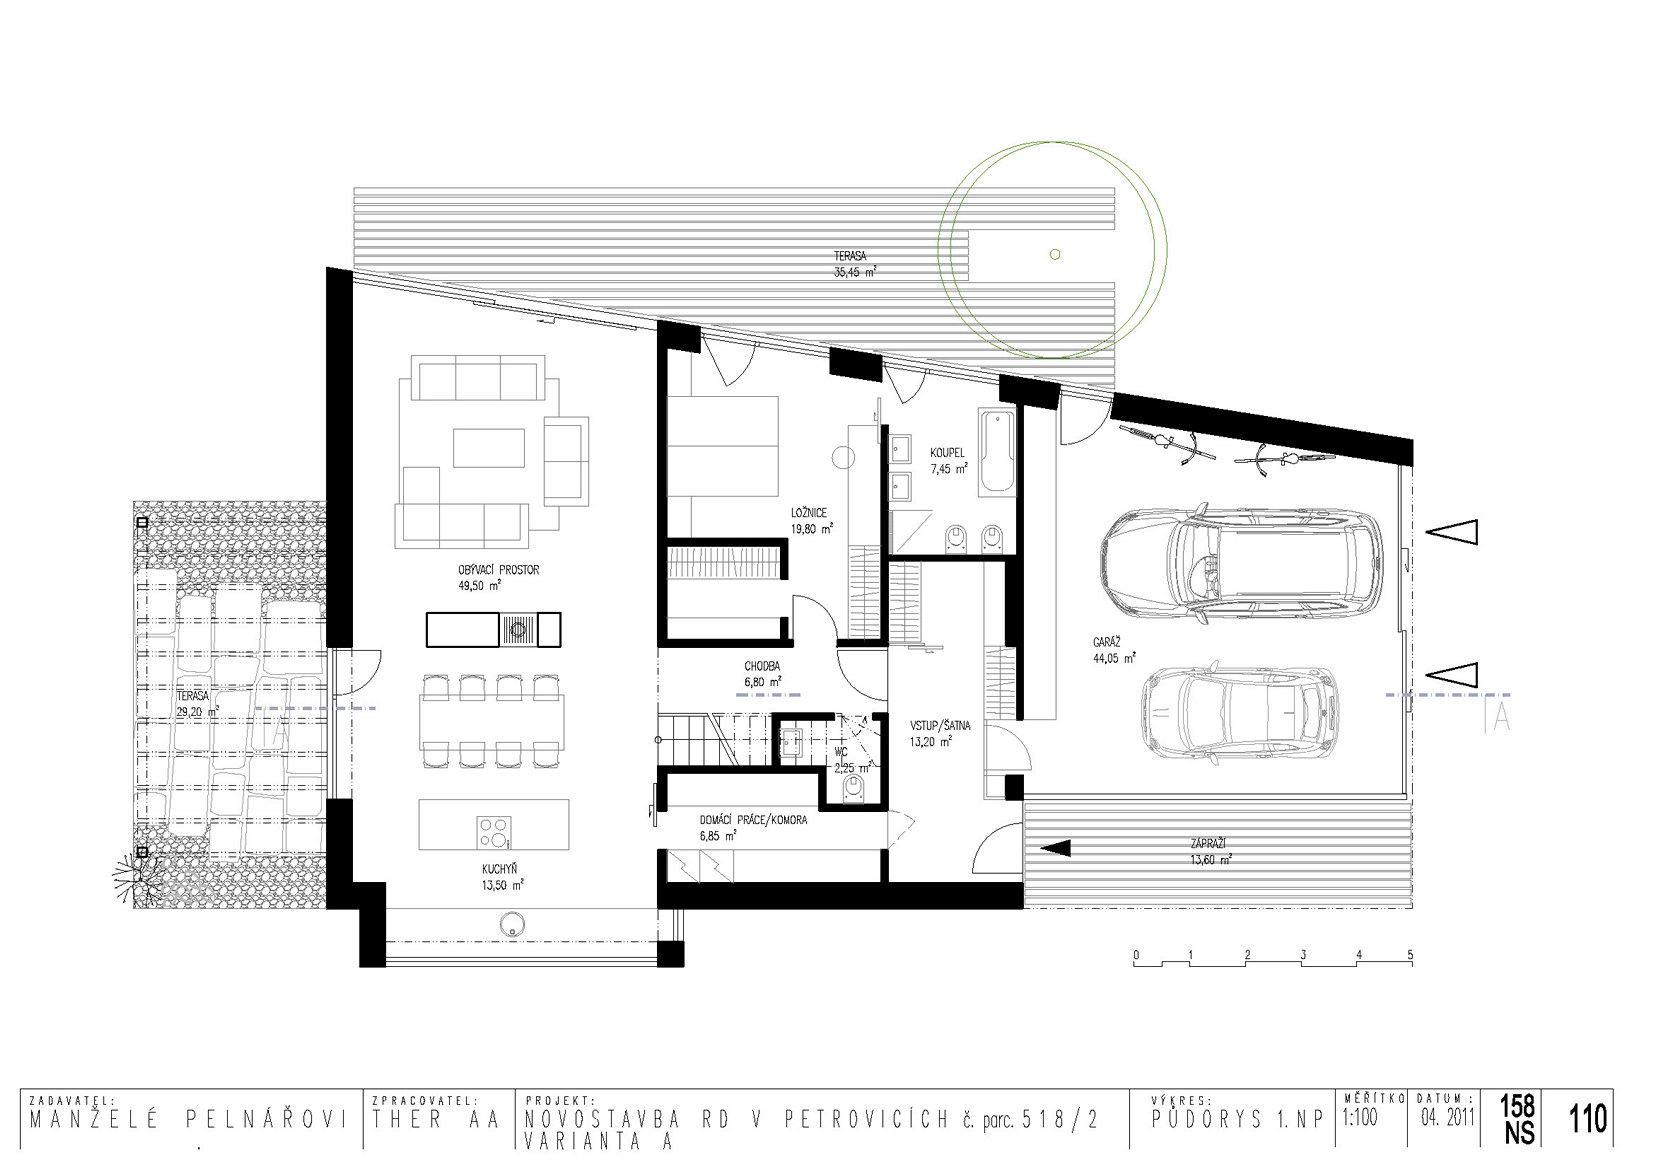 TERASA
35,45 m²
KOUPEL
7,45 m²
LOŽNICE
19,80 m²
OBÝVACÍ PROSTOR
49,50 m²
GARÁŽ
44,05 m²
CHODBA
6,80 m²
TERASA
29,20 m²
A
A
VSTUP/ŠATNA
13,20 m²
WC
2,25 m²
DOMÁCÍ PRÁCE/KOMORA
6,85 m²
ZÁPRAŽÍ
13,60 m²
KUCHYŇ
13,50 m²
0 1 2 3 4 5
ZADAVATEL:
MANŽELÉ PELNÁŘOVI
ZPRACOVATEL:
THER AA
PROJEKT:
NOVOSTAVBA RD V PETROVICÍCH č. parc. 518/2
VARIANTA A
VÝKRES:
PŮDORYS 1.NP
MĚŘÍTKO
1:100
DATUM :
04. 2011
158
NS
110